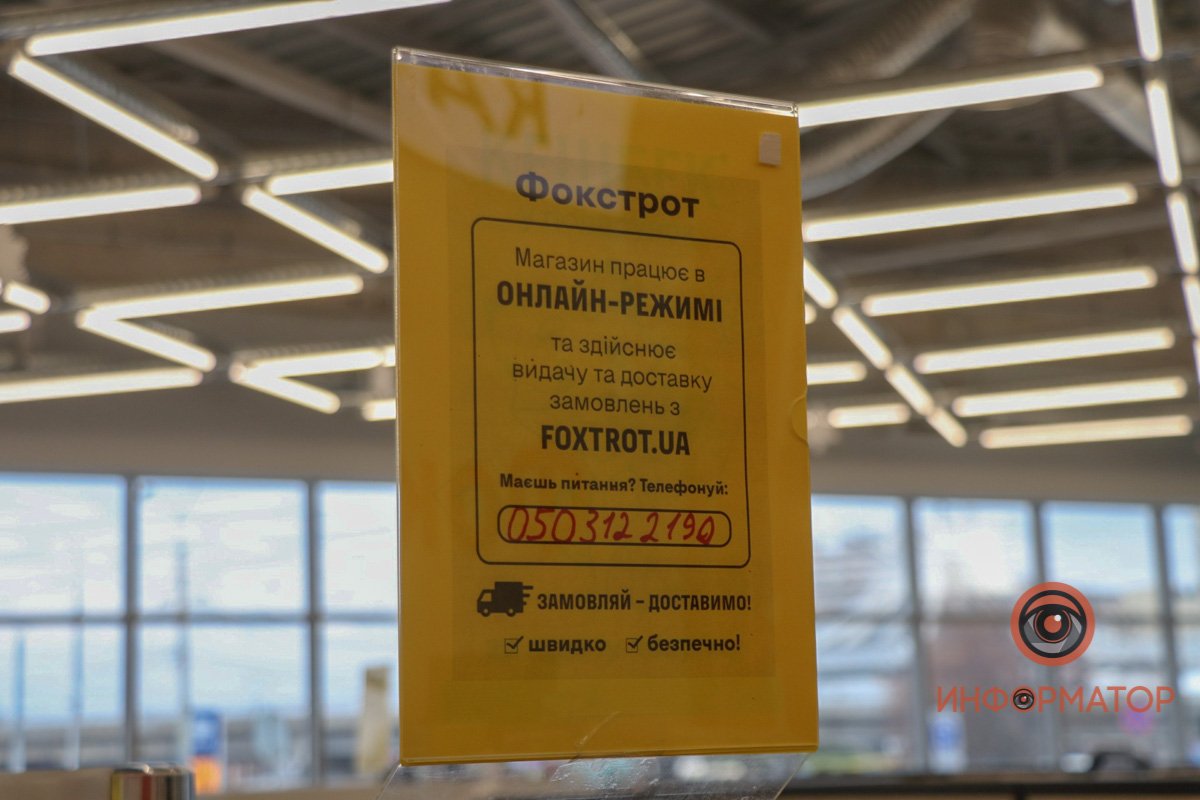 КА
Фокстрот
Магазин працює в
ОНЛАЙН-РЕЖИМІ
та здійснює
видачу та доставку
замовлень з
FOXTROT.UA
Маєшь питання? Телефонуй:
0503122190
ЗАМОВЛЯЙ – ДОСТАВИМО!
швидко безпечно!
ИНФОРМАТОР